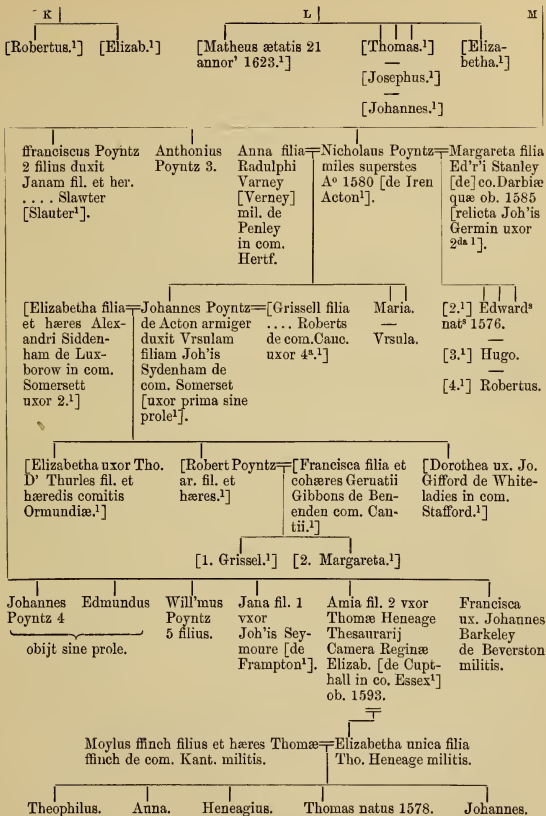 K
L
M
[Robertus.¹]
[Elizab.¹]
[Matheus ætatis 21
annor' 1623.¹]
[Thomas.¹]
—
[Josephus.¹]
—
[Johannes.¹]
[Eliza-
betha.¹]
ffranciscus Poyntz
2 filius duxit
Janam fil. et her.
. . . . Slawter
[Slauter¹].
Anthonius
Poyntz 3.
Anna filia
Radulphi
Varney
[Verney]
mil. de
Penley
in com.
Hertf.
Nicholaus Poyntz
miles superstes
Aº 1580 [de Iren
Acton¹].
Margareta filia
Ed'r'i Stanley
[de] co. Darbiæ
quæ ob. 1585
[relicta Joh'is
Germin uxor
2ᵈᵃ ¹].
[Elizabetha filia
et hæres Alex-
andri Sidden-
ham de Lux-
borow in com.
Somersett
uxor 2.¹]
Johannes Poyntz
de Acton armiger
duxit Vrsulam
filiam Joh'is
Sydenham de
com. Somerset
[uxor prima sine
prole¹].
[Grissell filia
. . . . Roberts
de com. Canc.
uxor 4ª.¹]
Maria.
—
Vrsula.
[2.¹] Edwardˢ
natˢ 1576.
—
[3.¹] Hugo.
—
[4.¹] Robertus.
[Elizabetha uxor Tho.
D' Thurles fil. et
hæredis comitis
Ormundiæ.¹]
[Robert Poyntz
ar. fil. et
hæres.¹]
[Francisca filia et
cohæres Geruatii
Gibbons de Ben-
enden com. Can-
tii.¹]
[Dorothea ux. Jo.
Gifford de White-
ladies in com.
Stafford.¹]
[1. Grissel.¹]
[2. Margareta.¹]
Johannes
Poyntz 4
Edmundus
obijt sine prole.
Will'mus
Poyntz
5 filius.
Jana fil. 1
vxor
Joh'is Sey-
moure [de
Frampton¹].
Amia fil. 2 vxor
Thomæ Heneage
Thesaurarij
Camera Reginæ
Elizab. [de Cupt-
hall in co. Essex¹]
ob. 1593.
Francisca
ux. Johannes
Barkeley
de Beverston
militis.
Moylus ffinch filius et hæres Thomæ
ffinch de com. Kant. militis.
Elizabetha unica filia
Tho. Heneage militis.
Theophilus.
Anna.
Heneagius.
Thomas natus 1578.
Johannes.